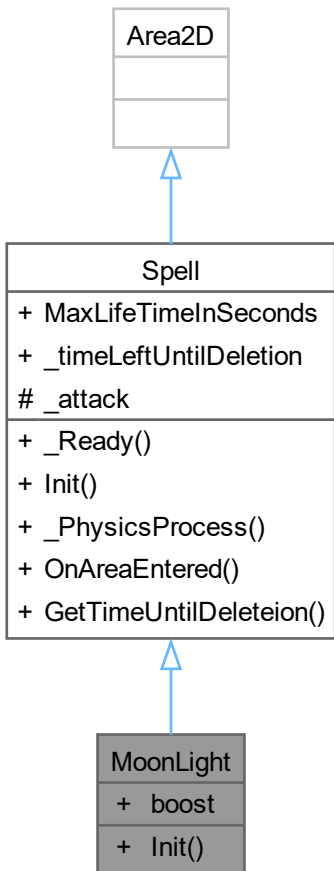 Area2D
Spell
+ MaxLifeTimeInSeconds
+ _timeLeftUntilDeletion
# _attack
+ _Ready()
+ Init()
+ _PhysicsProcess()
+ OnAreaEntered()
+ GetTimeUntilDeleteion()
MoonLight
+ boost
+ Init()